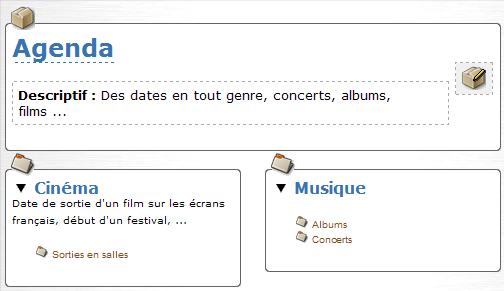 Agenda
Descriptif : Des dates en tout genre, concerts, albums,
films ...
Cinéma
Date de sortie d'un film sur les écrans
français, début d'un festival, ...
Sorties en salles
Musique
Albums
Concerts